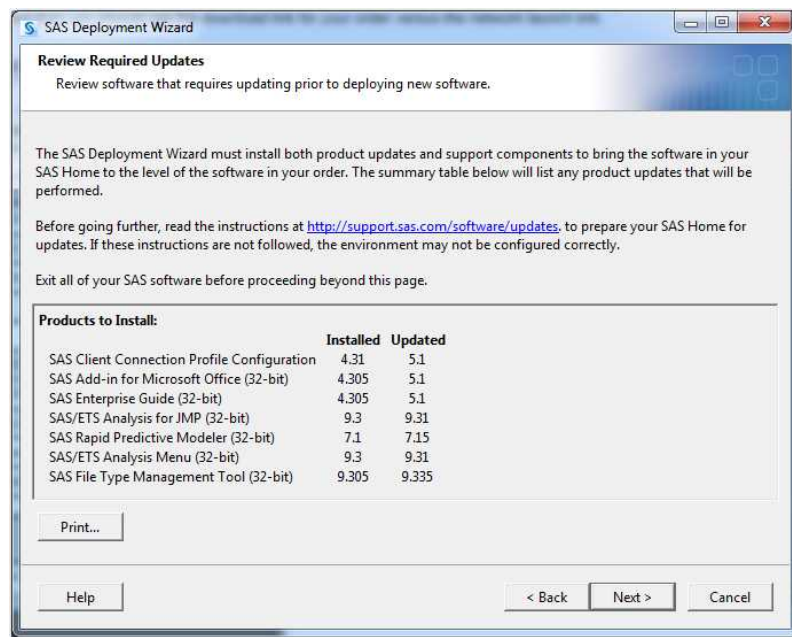 SAS Deployment Wizard
Review Required Updates
Review software that requires updating prior to deploying new software.
The SAS Deployment Wizard must install both product updates and support components to bring the software in your
SAS Home to the level of the software in your order. The summary table below will list any product updates that will be
performed.
Before going further, read the instructions at http://support.sas.com/software/updates. to prepare your SAS Home for
updates. If these instructions are not followed, the environment may not be configured correctly.
Exit all of your SAS software before proceeding beyond this page.
Products to Install:
Installed Updated
SAS Client Connection Profile Configuration 4.31 5.1
SAS Add-in for Microsoft Office (32-bit) 4.305 5.1
SAS Enterprise Guide (32-bit) 4.305 5.1
SAS/ETS Analysis for JMP (32-bit) 9.3 9.31
SAS Rapid Predictive Modeler (32-bit) 7.1 7.15
SAS/ETS Analysis Menu (32-bit) 9.3 9.31
SAS File Type Management Tool (32-bit) 9.305 9.335
Print...
Help < Back Next > Cancel